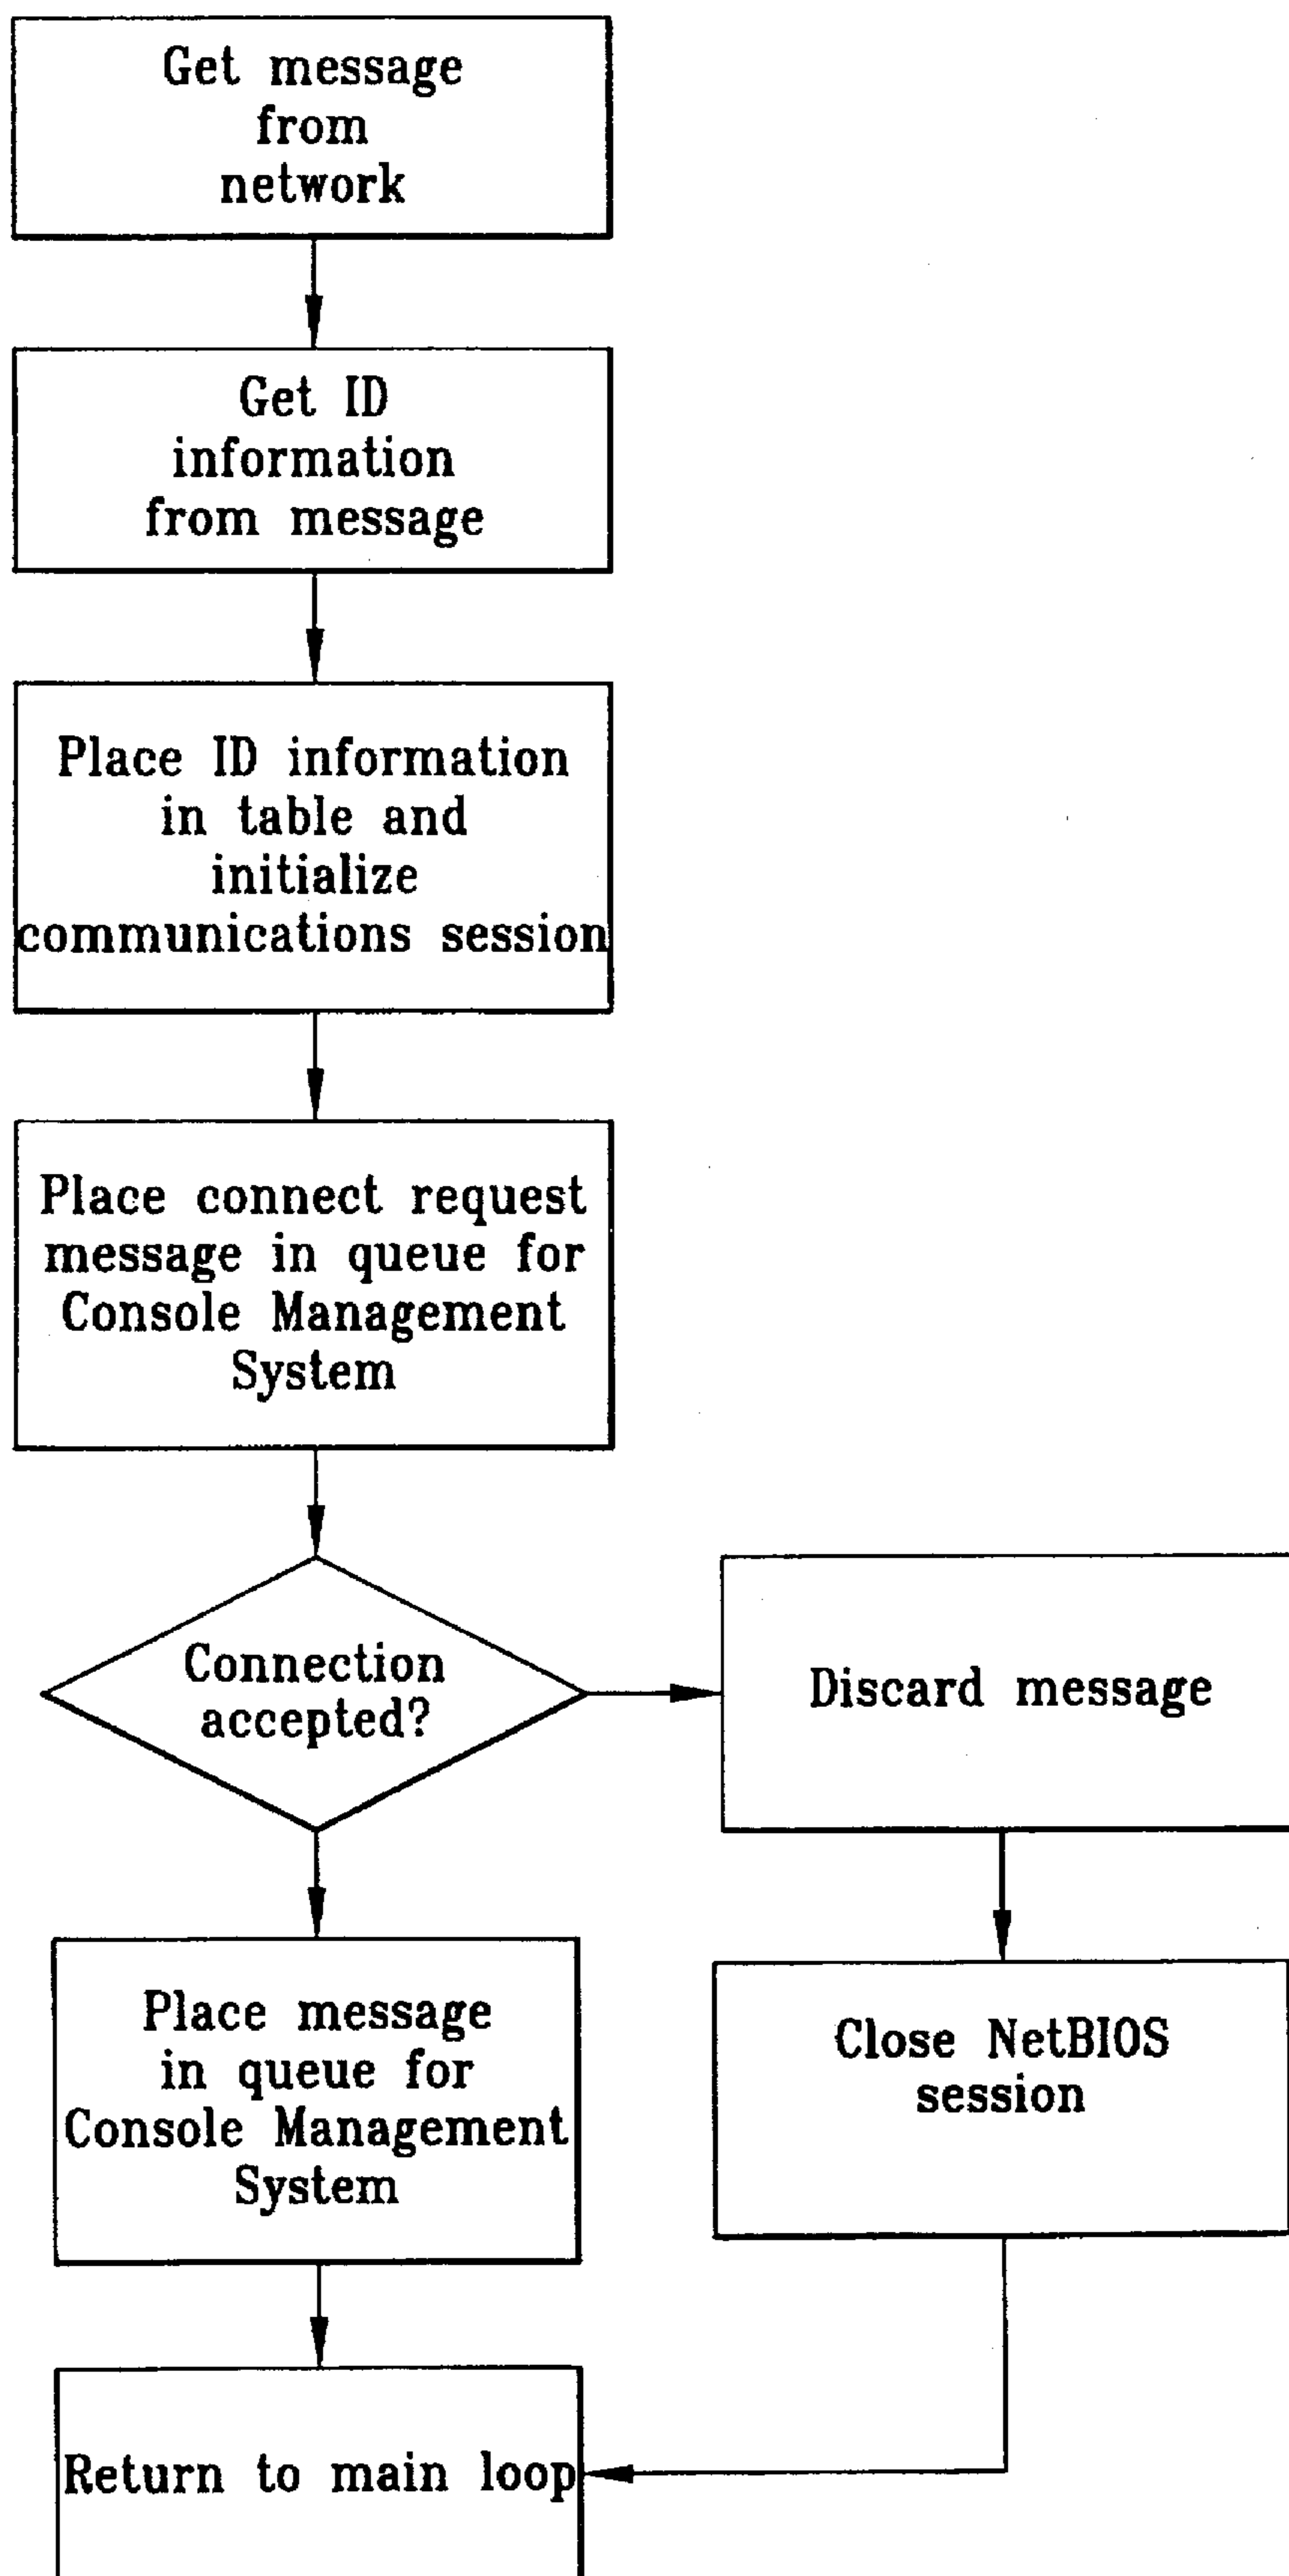 Get message
from
network
Get ID
information
from message
Place ID information
in table and
initialize
communications session
Place connect request
message in queue for
Console Management
System
Connection
accepted?
Discard message
Place message
in queue for
Console Management
System
Close NetBIOS
session
Return to main loop